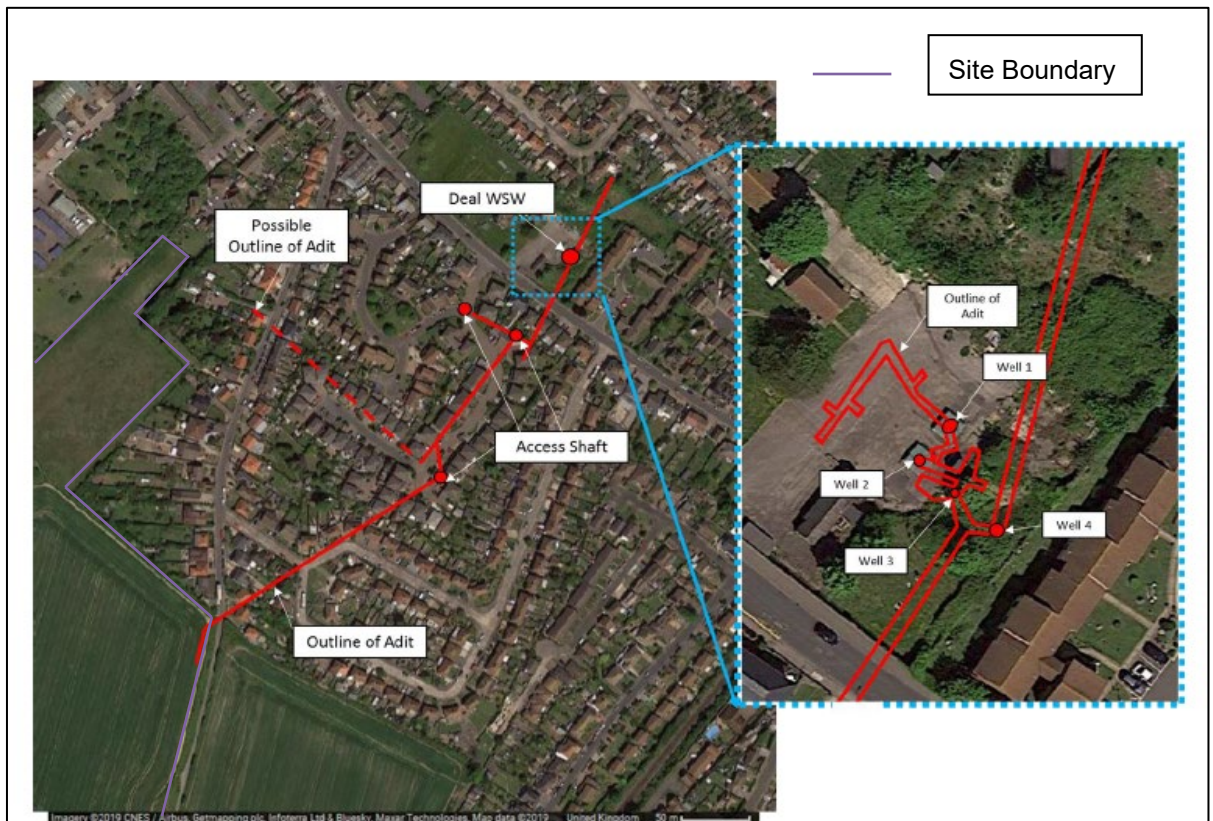 Site Boundary
Deal WSW
Possible
Outline of Adit
Access Shaft
Outline of Adit
Outline of
Adit
Well 1
Well 2
Well 3
Well 4
Imagery ©2019 CNES / Airbus, Getmapping plc, Infoterra Ltd & Bluesky, Maxar Technologies, Map data ©2019 United Kingdom 50 m